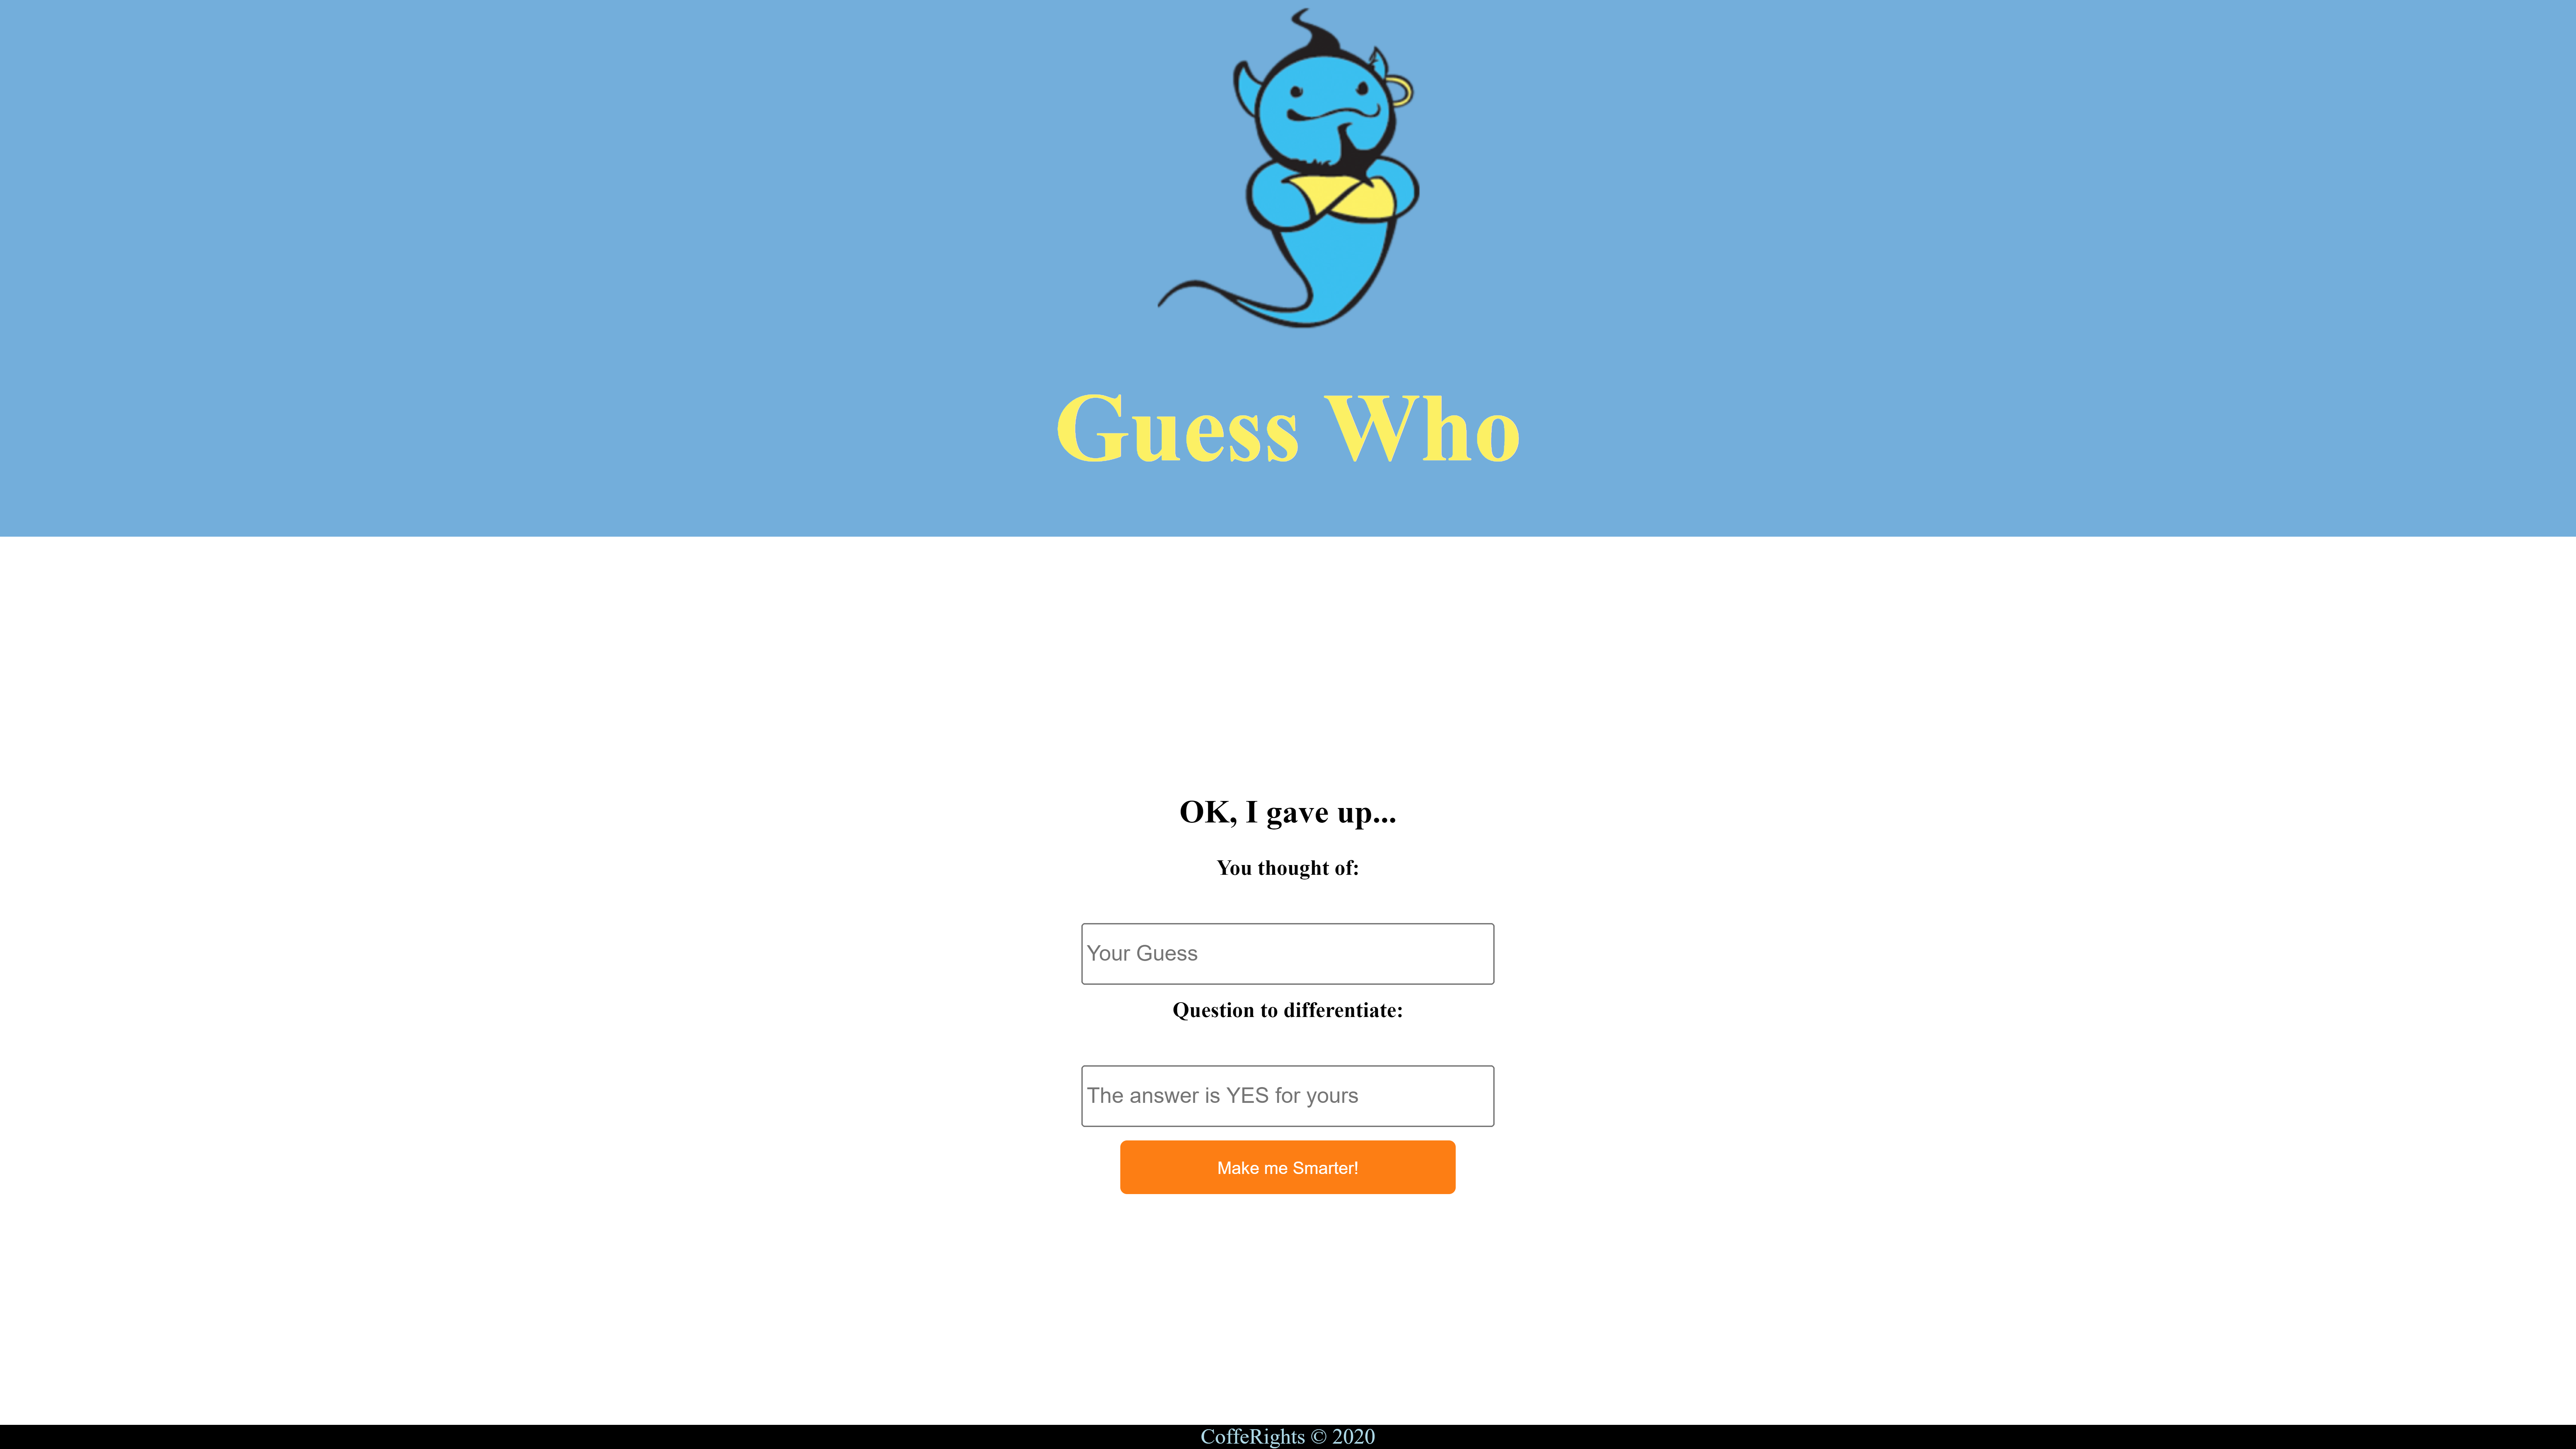 Guess Who
OK, I gave up...
You thought of:
Your Guess
Question to differentiate:
The answer is YES for yours
Make me Smarter!
CoffeRights © 2020